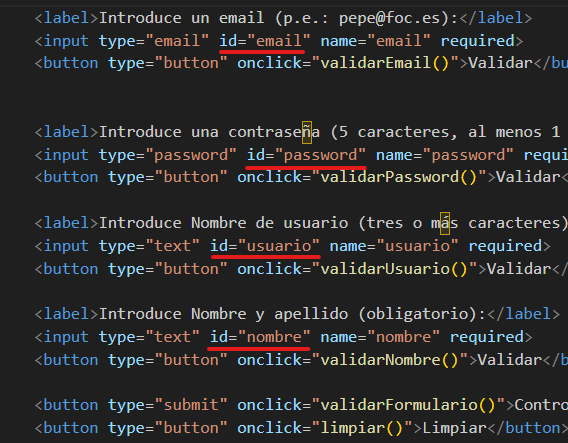 <label>Introduce un email (p.e.: pepe@foc.es):</label>
<input type="email" id="email" name="email" required>
<button type="button" onclick="validarEmail()">Validar</bu
<label>Introduce una contraseña (5 caracteres, al menos 1
<input type="password" id="password" name="password" requi
<button type="button" onclick="validarPassword()">Validar<
<label>Introduce Nombre de usuario (tres o más caracteres)
<input type="text" id="usuario" name="usuario" required>
<button type="button" onclick="validarUsuario()">Validar</
<label>Introduce Nombre y apellido (obligatorio):</label>
<input type="text" id="nombre" name="nombre" required>
<button type="button" onclick="validarNombre()">Validar</b
<button type="submit" onclick="validarFormulario()">Contro
<button type="button" onclick="limpiar()">Limpiar</button>